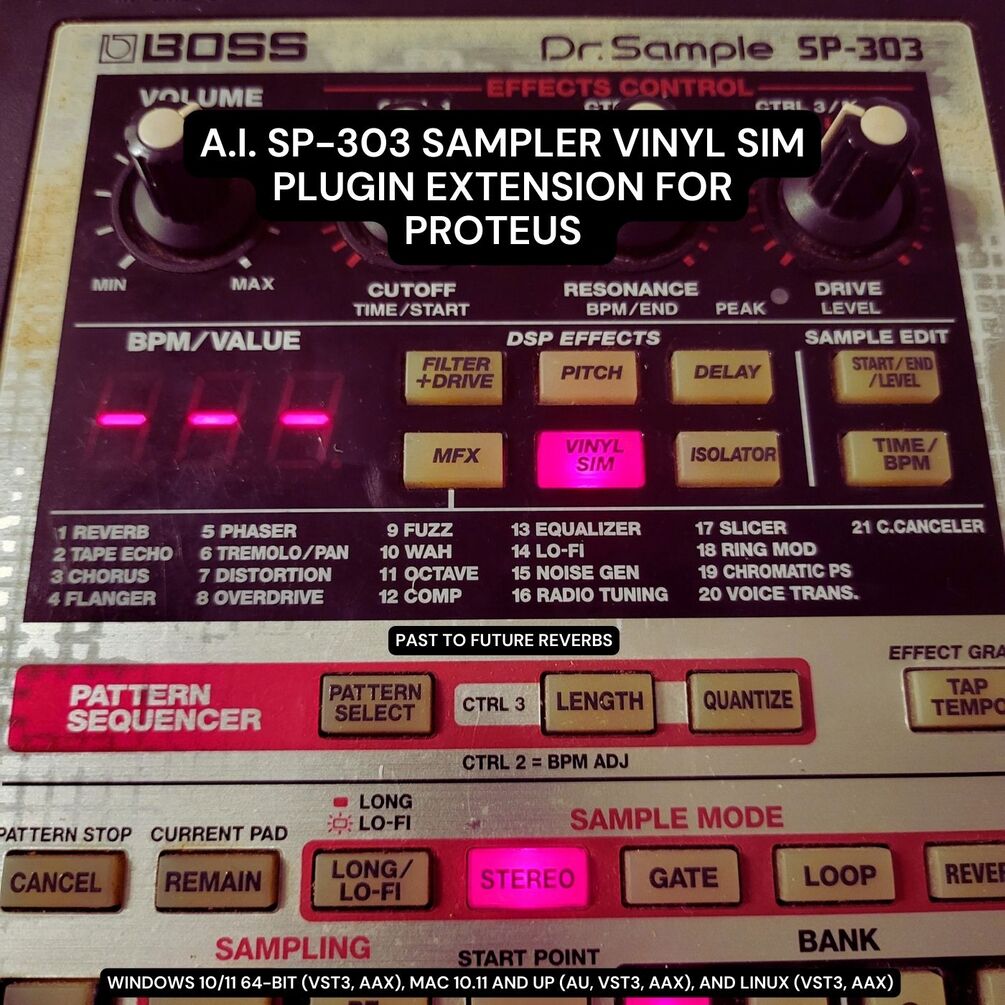 BOSS Dr. Sample SP-303
EFFECTS CONTROL
VOLUME
CTRL 3/
A.I. SP-303 SAMPLER VINYL SIM
PLUGIN EXTENSION FOR
PROTEUS
MIN MAX
CUTOFF RESONANCE DRIVE
TIME/START BPM/END PEAK LEVEL
BPM/VALUE DSP EFFECTS SAMPLE EDIT
FILTER
+DRIVE
PITCH
DELAY
START/END
/LEVEL
MFX
VINYL
SIM
ISOLATOR
TIME/
BPM
1 REVERB 5 PHASER 9 FUZZ 13 EQUALIZER 17 SLICER 21 C.CANCELER
2 TAPE ECHO 6 TREMOLO/PAN 10 WAH 14 LO-Fi 18 RING MOD
3 CHORUS 7 DISTORTION 11 OCTAVE 15 NOISE GEN 19 CHROMATIC PS
4 FLANGER 8 OVERDRIVE 12 COMP 16 RADIO TUNING 20 VOICE TRANS.
PAST TO FUTURE REVERBS
EFFECT GRA
PATTERN
SEQUENCER
PATTERN
SELECT
CTRL 3
LENGTH
QUANTIZE
TAP
TEMPO
CTRL 2 = BPM ADJ
LONG
LO-FI
SAMPLE MODE
PATTERN STOP CURRENT PAD
CANCEL
REMAIN
LONG/
LO-FI
STEREO
GATE
LOOP
REVER
SAMPLING
START POINT
BANK
WINDOWS 10/11 64-BIT (VST3, AAX), MAC 10.11 AND UP (AU, VST3, AAX), AND LINUX (VST3, AAX)